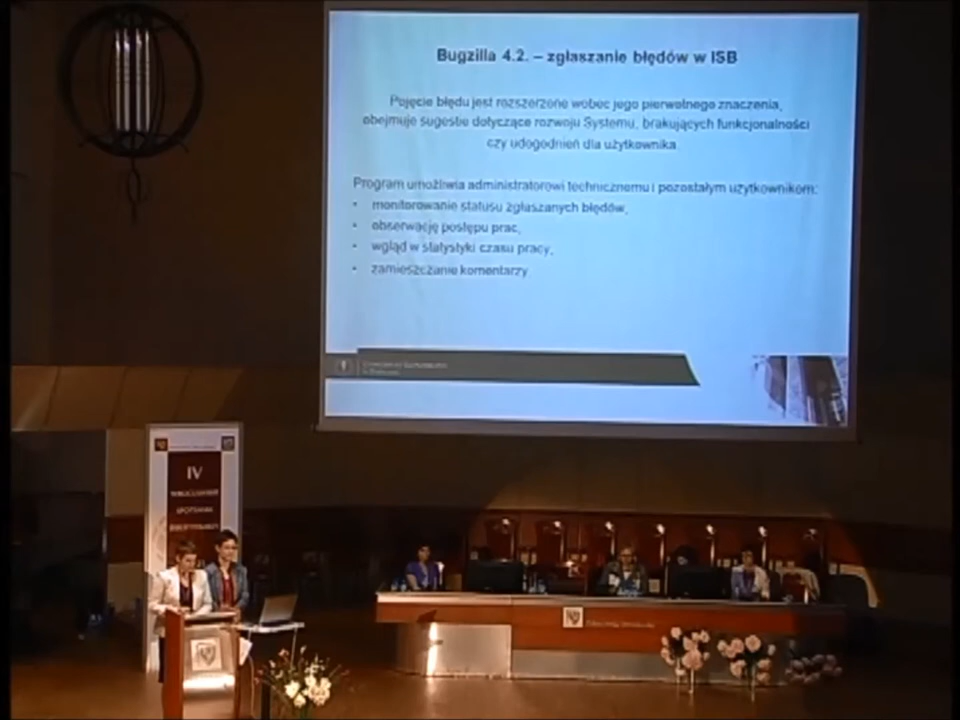 Bugzilla 4.2. – zgłaszanie błędów w ISB
Pojęcie błędu jest rozszerzone wobec jego pierwotnego znaczenia,
obejmuje sugestie dotyczące rozwoju Systemu, brakujących funkcjonalności
czy udogodnień dla użytkownika.
Program umożliwia administratorowi technicznemu i pozostałym użytkownikom:
• monitorowanie statusu zgłaszanych błędów,
• obserwację postępu prac,
• wgląd w statystyki czasu pracy,
• zamieszczanie komentarzy
IV
WROCŁAWSKIE
SPOTKANIA